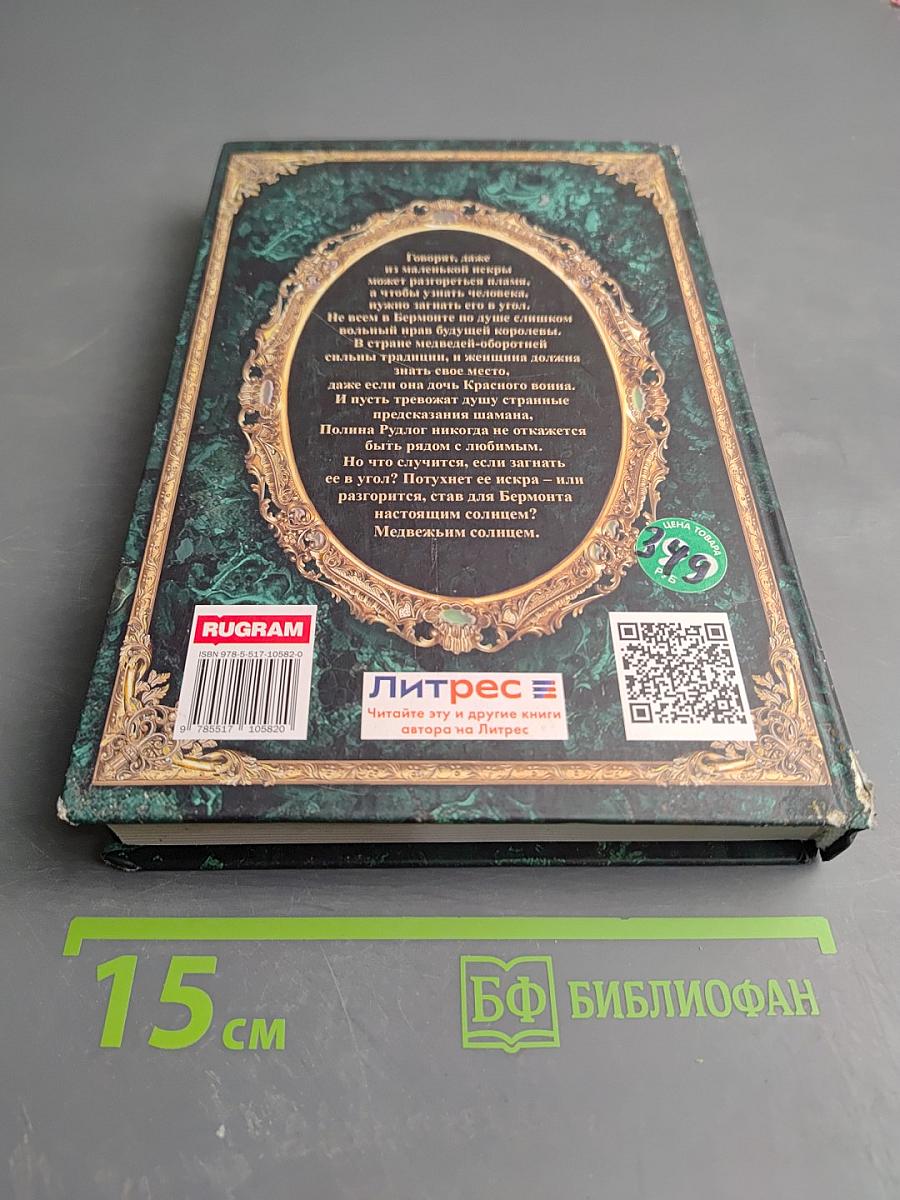 Говорят, даже
из маленькой искры
может разгореться пламя,
а чтобы узнать человека,
нужно загнать его в угол.
Не всем в Бермонте по душе слишком
вольный нрав будущей королевы.
В стране медведей-оборотней
сильны традиции, и женщина должна
знать свое место,
даже если она дочь Красного воина.
И пусть тревожат душу странные
предсказания шамана,
Полина Рудлог никогда не откажется
быть рядом с любимым.
Но что случится, если загнать
ее в угол? Потухнет ее искра – или
разгорится, став для Бермонта
настоящим солнцем?
Медвежьим солнцем.
ЦЕНА ТОВАРА
349
РУБ
RUGRAM
ISBN 978-5-517-10582-0
9 785517 105820
Литрес
Читайте эту и другие книги
автора на Литрес
15 см
БФ БИБЛИОФАН